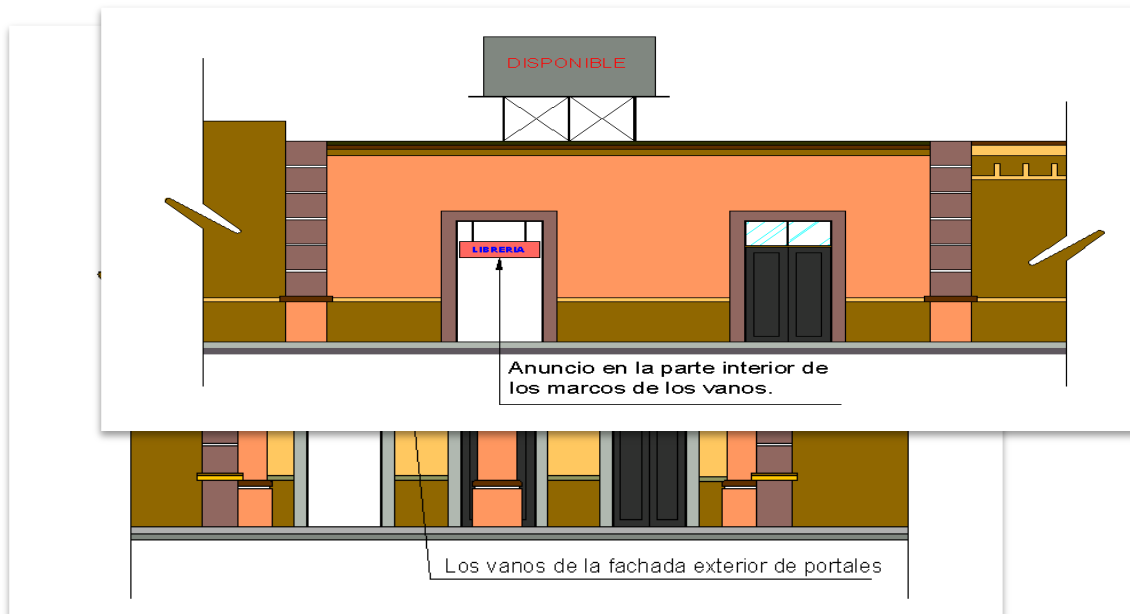 DISPONIBLE
LIBRERIA
Anuncio en la parte interior de
los marcos de los vanos.
Los vanos de la fachada exterior de portales